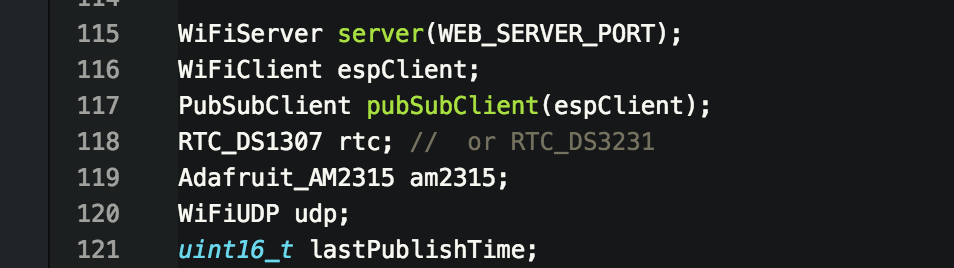 114
115 WiFiServer server(WEB_SERVER_PORT);
116 WiFiClient espClient;
117 PubSubClient pubSubClient(espClient);
118 RTC_DS1307 rtc; //  or RTC_DS3231
119 Adafruit_AM2315 am2315;
120 WiFiUDP udp;
121 uint16_t lastPublishTime;